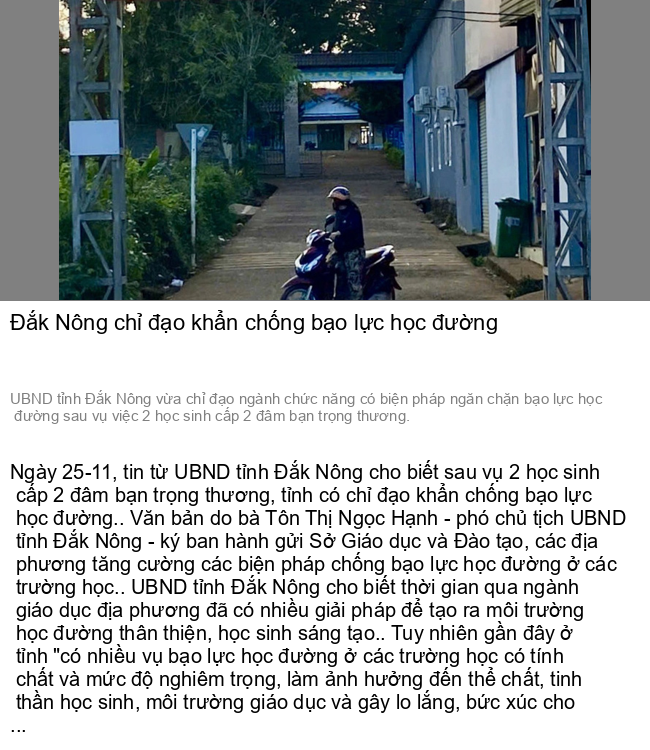 Đắk Nông chỉ đạo khẩn chống bạo lực học đường
UBND tỉnh Đắk Nông vừa chỉ đạo ngành chức năng có biện pháp ngăn chặn bạo lực học
đường sau vụ việc 2 học sinh cấp 2 đâm bạn trọng thương.
Ngày 25-11, tin từ UBND tỉnh Đắk Nông cho biết sau vụ 2 học sinh
cấp 2 đâm bạn trọng thương, tỉnh có chỉ đạo khẩn chống bạo lực
học đường.. Văn bản do bà Tôn Thị Ngọc Hạnh - phó chủ tịch UBND
tỉnh Đắk Nông - ký ban hành gửi Sở Giáo dục và Đào tạo, các địa
phương tăng cường các biện pháp chống bạo lực học đường ở các
trường học.. UBND tỉnh Đắk Nông cho biết thời gian qua ngành
giáo dục địa phương đã có nhiều giải pháp để tạo ra môi trường
học đường thân thiện, học sinh sáng tạo.. Tuy nhiên gần đây ở
tỉnh "có nhiều vụ bạo lực học đường ở các trường học có tính
chất và mức độ nghiêm trọng, làm ảnh hưởng đến thể chất, tinh
thần học sinh, môi trường giáo dục và gây lo lắng, bức xúc cho
...